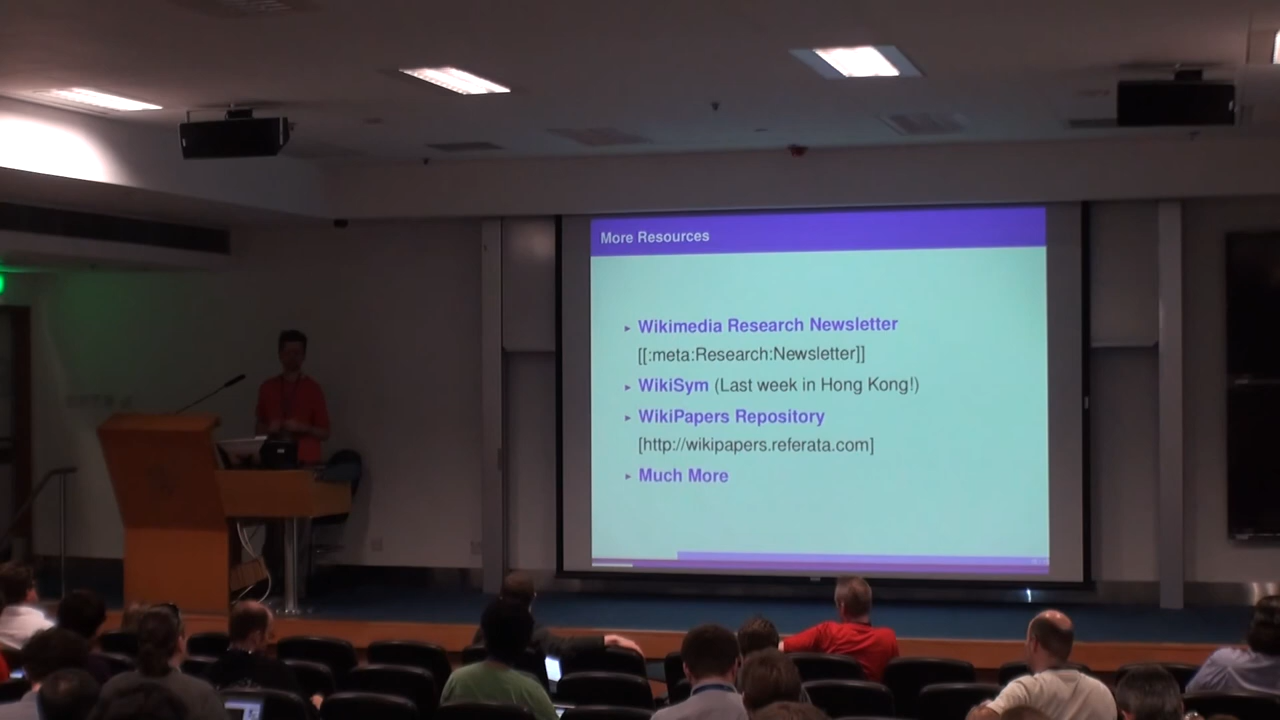 More Resources
▸ Wikimedia Research Newsletter
[[:meta:Research:Newsletter]]
▸ WikiSym (Last week in Hong Kong!)
▸ WikiPapers Repository
[http://wikipapers.referata.com]
▸ Much More